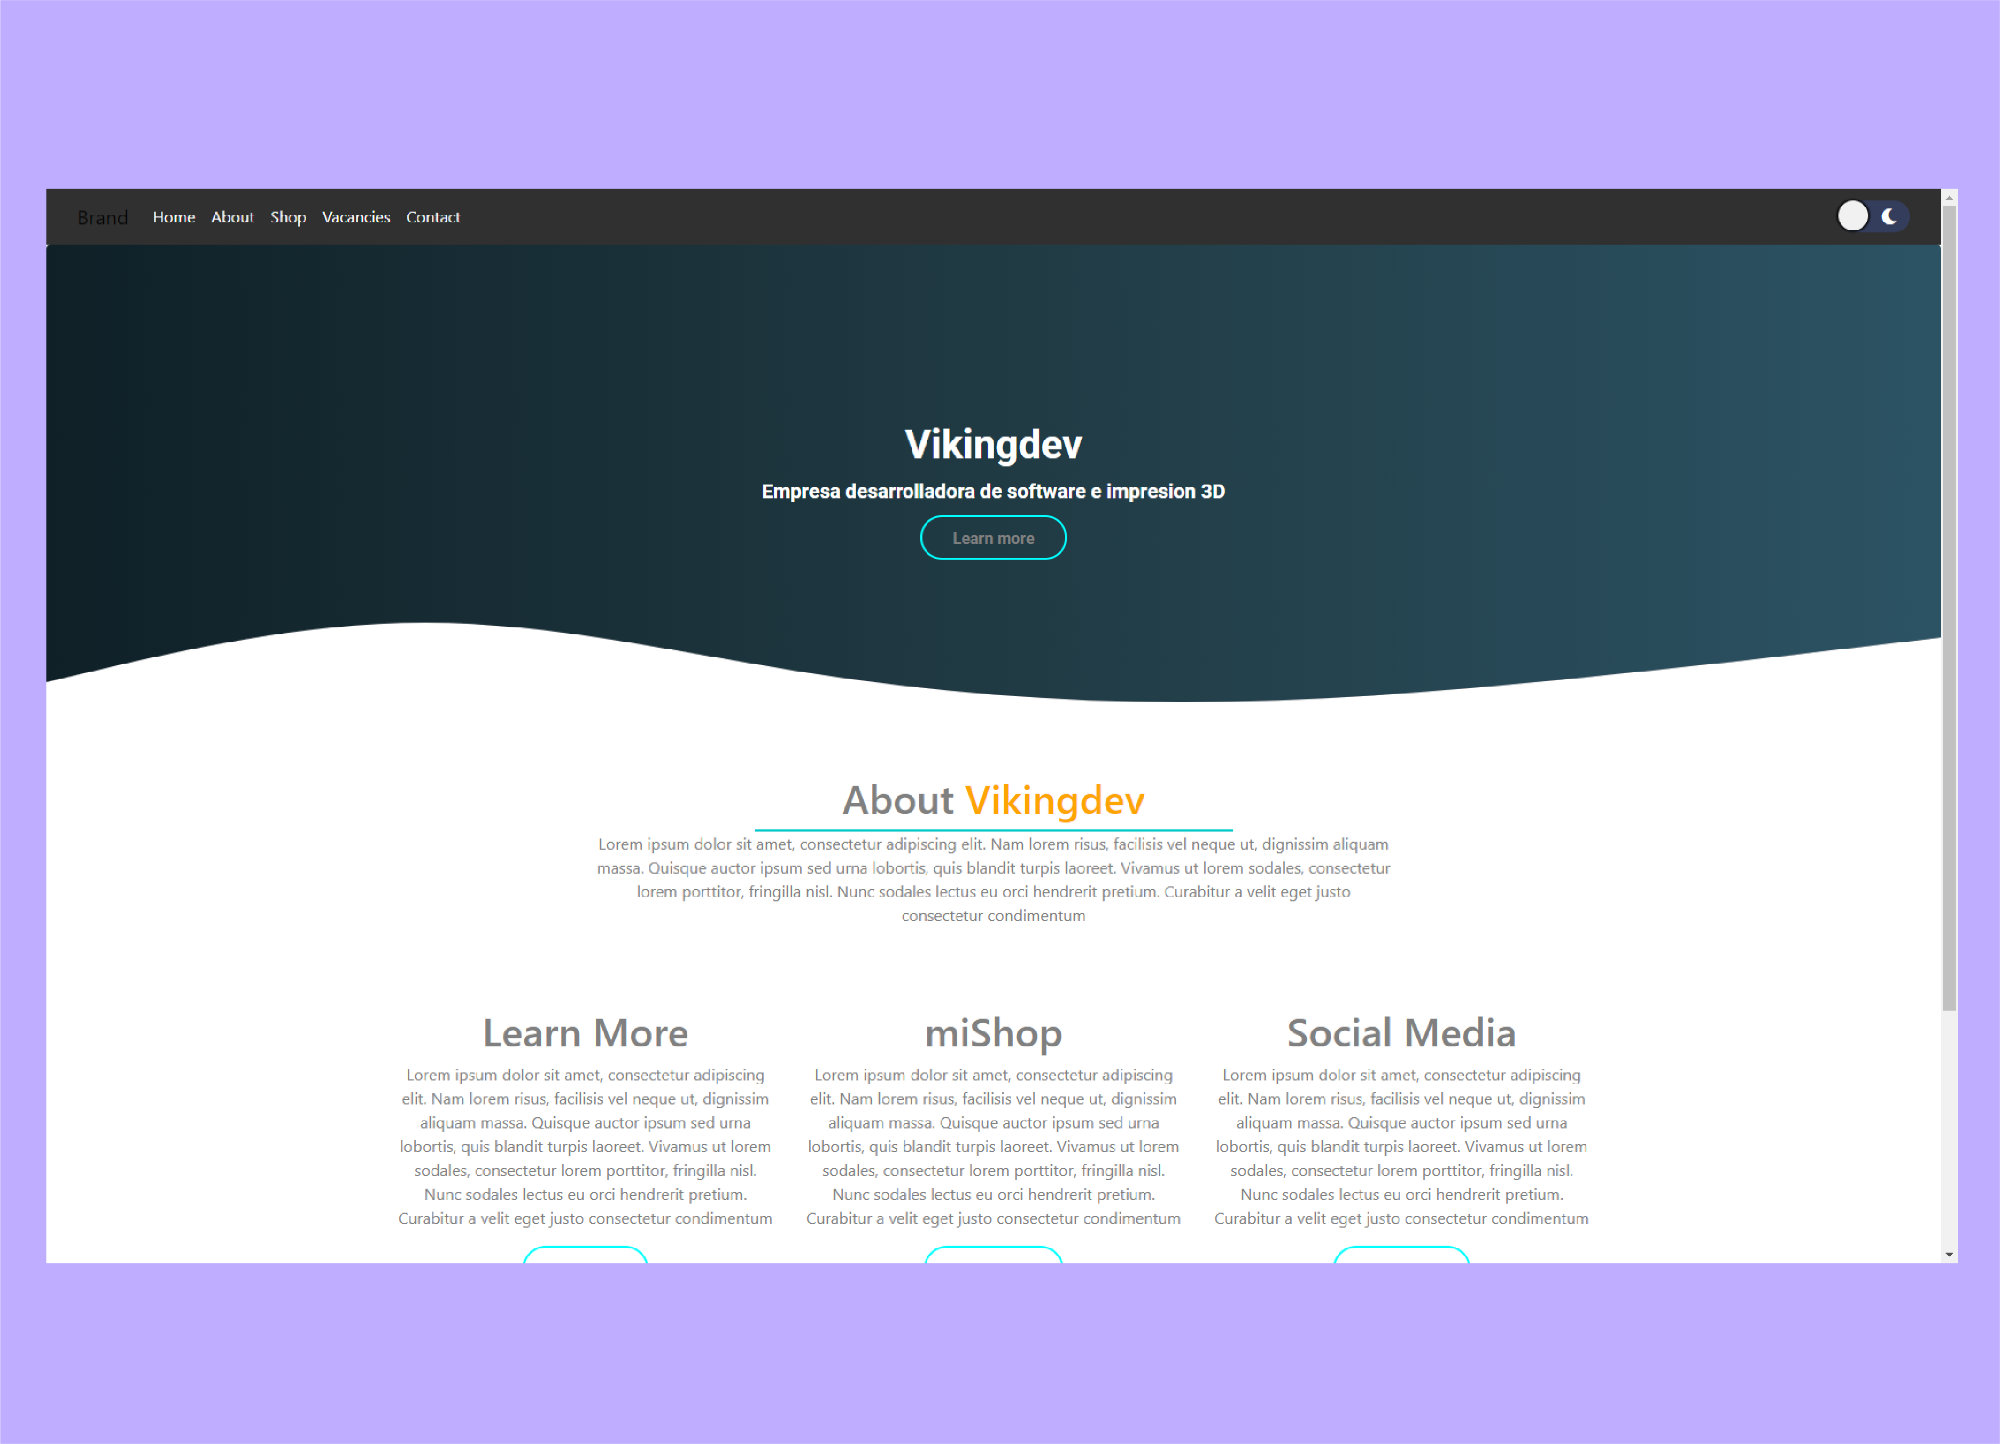 Brand Home About Shop Vacancies Contact
Vikingdev
Empresa desarrolladora de software e impresion 3D
Learn more
About Vikingdev
Lorem ipsum dolor sit amet, consectetur adipiscing elit. Nam lorem risus, facilisis vel neque ut, dignissim aliquam
massa. Quisque auctor ipsum sed urna lobortis, quis blandit turpis laoreet. Vivamus ut lorem sodales, consectetur
lorem porttitor, fringilla nisl. Nunc sodales lectus eu orci hendrerit pretium. Curabitur a velit eget justo
consectetur condimentum
Learn More
Lorem ipsum dolor sit amet, consectetur adipiscing
elit. Nam lorem risus, facilisis vel neque ut, dignissim
aliquam massa. Quisque auctor ipsum sed urna
lobortis, quis blandit turpis laoreet. Vivamus ut lorem
sodales, consectetur lorem porttitor, fringilla nisl.
Nunc sodales lectus eu orci hendrerit pretium.
Curabitur a velit eget justo consectetur condimentum
miShop
Lorem ipsum dolor sit amet, consectetur adipiscing
elit. Nam lorem risus, facilisis vel neque ut, dignissim
aliquam massa. Quisque auctor ipsum sed urna
lobortis, quis blandit turpis laoreet. Vivamus ut lorem
sodales, consectetur lorem porttitor, fringilla nisl.
Nunc sodales lectus eu orci hendrerit pretium.
Curabitur a velit eget justo consectetur condimentum
Social Media
Lorem ipsum dolor sit amet, consectetur adipiscing
elit. Nam lorem risus, facilisis vel neque ut, dignissim
aliquam massa. Quisque auctor ipsum sed urna
lobortis, quis blandit turpis laoreet. Vivamus ut lorem
sodales, consectetur lorem porttitor, fringilla nisl.
Nunc sodales lectus eu orci hendrerit pretium.
Curabitur a velit eget justo consectetur condimentum